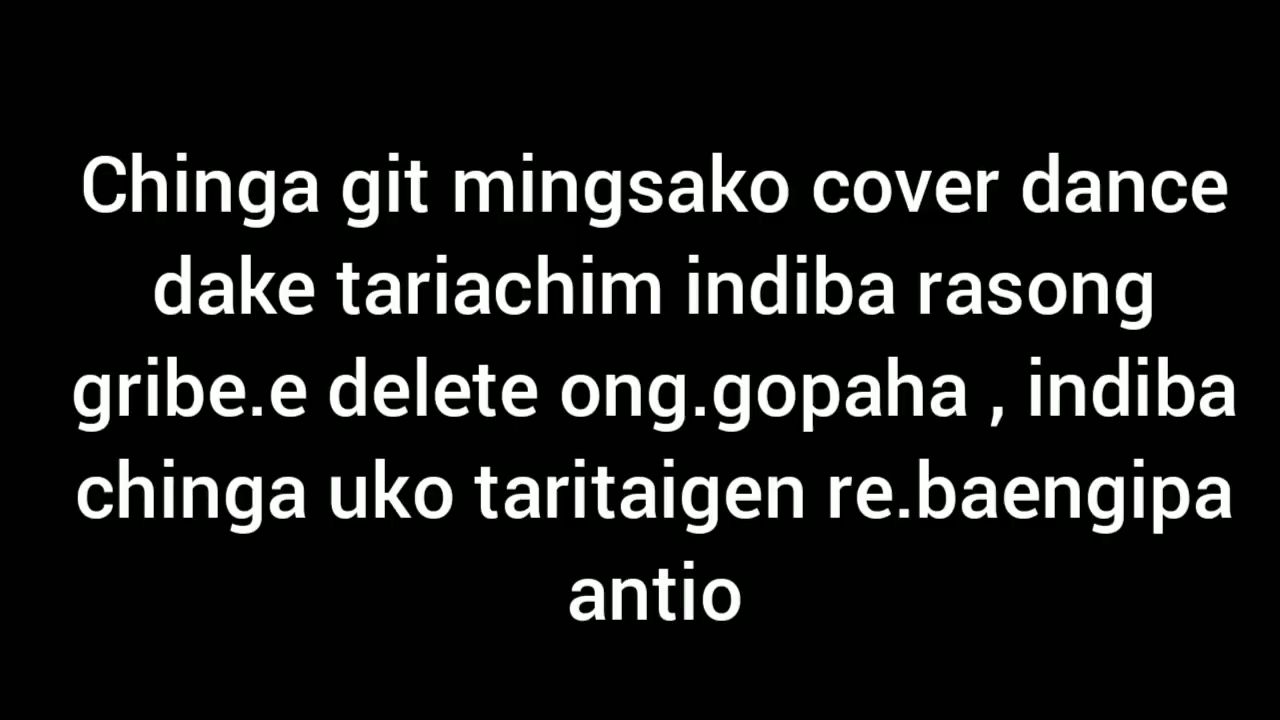 Chinga git mingsako cover dance
dake tariachim indiba rasong
gribe.e delete ong.gopaha , indiba
chinga uko taritaigen re.baengipa
antio